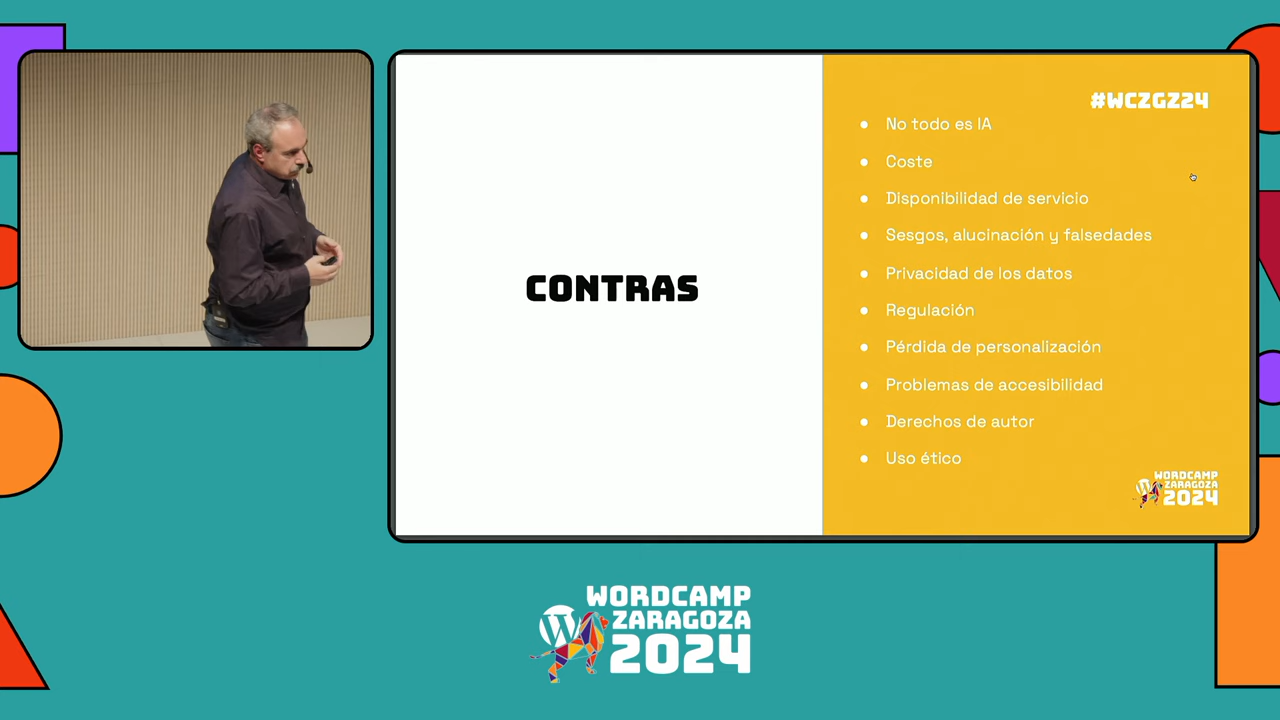 #WCZGZ24
CONTRAS
No todo es IA
Coste
Disponibilidad de servicio
Sesgos, alucinación y falsedades
Privacidad de los datos
Regulación
Pérdida de personalización
Problemas de accesibilidad
Derechos de autor
Uso ético
WORDCAMP
ZARAGOZA
2024
WORDCAMP
ZARAGOZA
2024